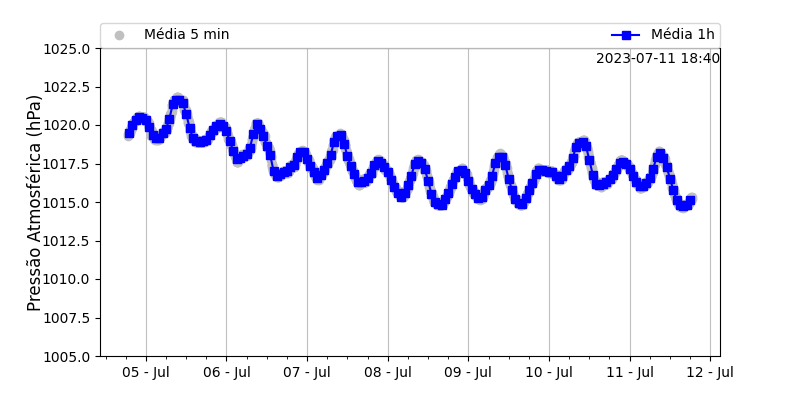 Média 5 min
Média 1h
2023-07-11 18:40
Pressão Atmosférica (hPa)
1025.0
1022.5
1020.0
1017.5
1015.0
1012.5
1010.0
1007.5
1005.0
05 - Jul
06 - Jul
07 - Jul
08 - Jul
09 - Jul
10 - Jul
11 - Jul
12 - Jul